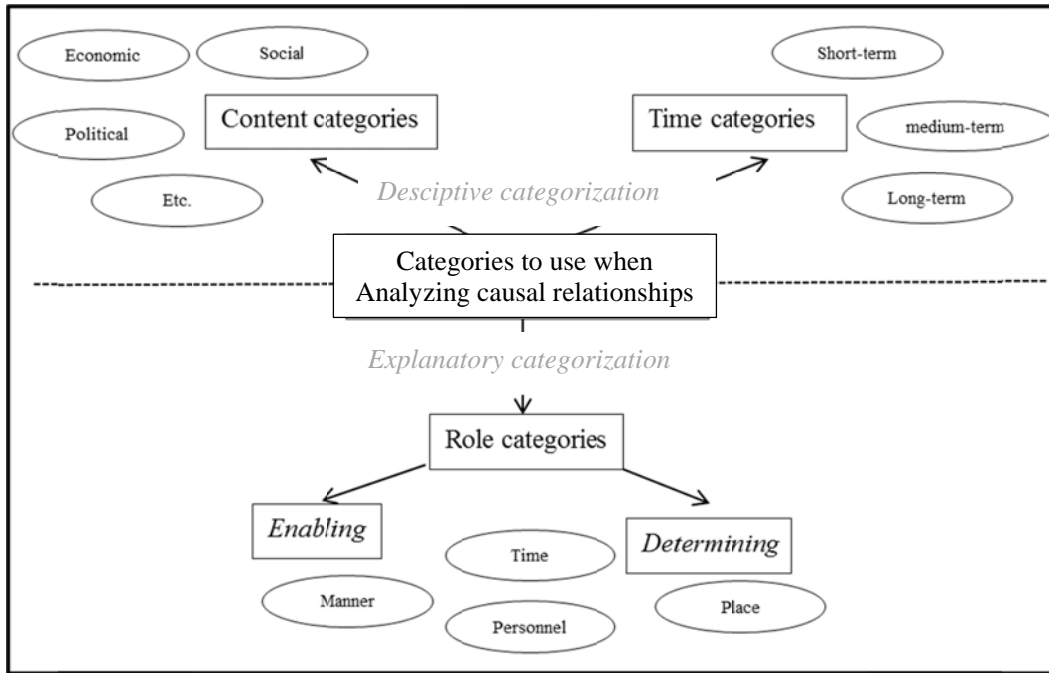 Economic
Social
Short-term
Content categories
Time categories
Political
medium-term
Etc.
Desciptive categorization
Long-term
Categories to use when
Analyzing causal relationships
Explanatory categorization
Role categories
Enabling
Time
Determining
Manner
Place
Personnel